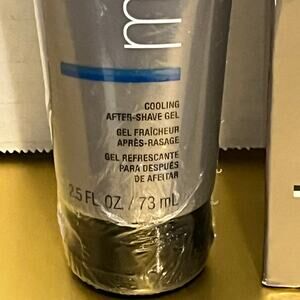 m
COOLING
AFTER-SHAVE GEL
GEL FRAÎCHEUR
APRÈS-RASAGE
GEL REFRESCANTE
PARA DESPUÉS
DE AFEITAR
2.5 FL OZ. / 73 mL